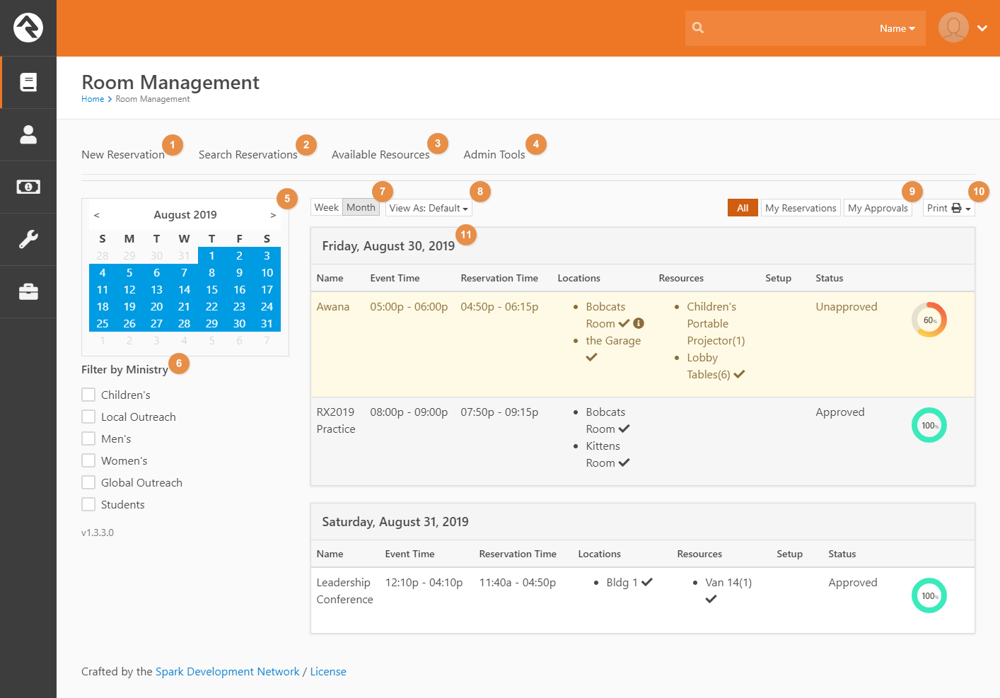 Name
Room Management
Home > Room Management
New Reservation 1 Search Reservations 2 Available Resources 3 Admin Tools 4
5
< August 2019 >
S M T W T F S
28 29 30 31 1 2 3
4 5 6 7 8 9 10
11 12 13 14 15 16 17
18 19 20 21 22 23 24
25 26 27 28 29 30 31
1 2 3 4 5 6 7
Filter by Ministry 6
Children's
Local Outreach
Men's
Women's
Global Outreach
Students
v1.3.3.0
Week Month 7 View As: Default 8 All My Reservations My Approvals 9 Print 10
Friday, August 30, 2019 11
Name Event Time Reservation Time Locations Resources Setup Status
Awana 05:00p - 06:00p 04:50p - 06:15p • Bobcats • Children's Unapproved 60%
Room Portable
• the Garage Projector(1)
• Lobby
Tables(6)
RX2019 08:00p - 09:00p 07:50p - 09:15p • Bobcats Approved 100%
Practice Room
• Kittens
Room
Saturday, August 31, 2019
Name Event Time Reservation Time Locations Resources Setup Status
Leadership 12:10p - 04:10p 11:40a - 04:50p • Bldg 1 • Van 14(1) Approved 100%
Conference
Crafted by the Spark Development Network / License